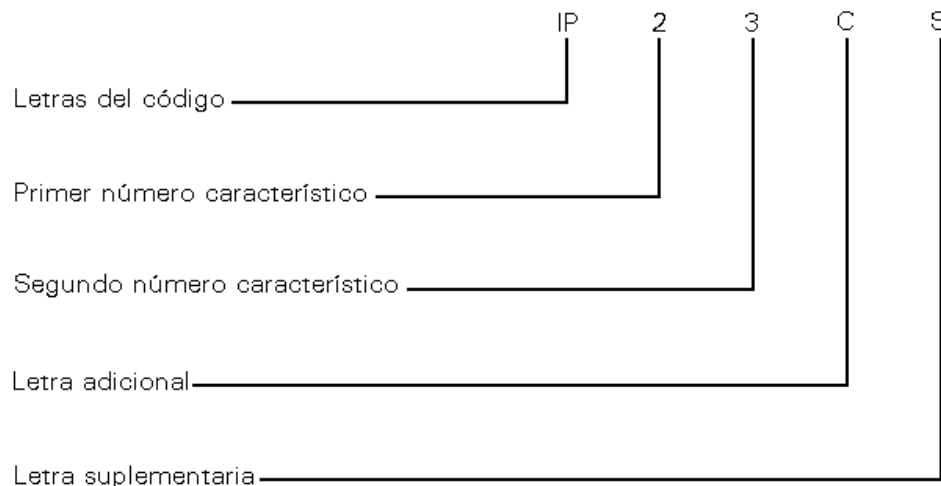 IP 2 3 C S
Letras del código
Primer número característico
Segundo número característico
Letra adicional
Letra suplementaria